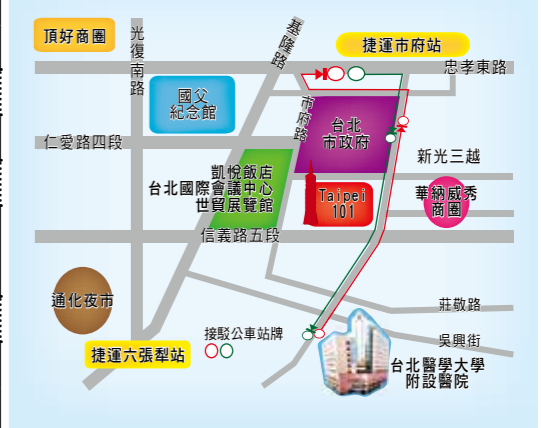 頂好商圈
光復南路
基隆路
捷運市府站
忠孝東路
國父
紀念館
市府路
台北
市政府
仁愛路四段
新光三越
凱悅飯店
台北國際會議中心
世貿展覽館
Taipei
101
華納威秀
商圈
信義路五段
通化夜市
莊敬路
吳興街
接駁公車站牌
捷運六張犁站
台北醫學大學
附設醫院